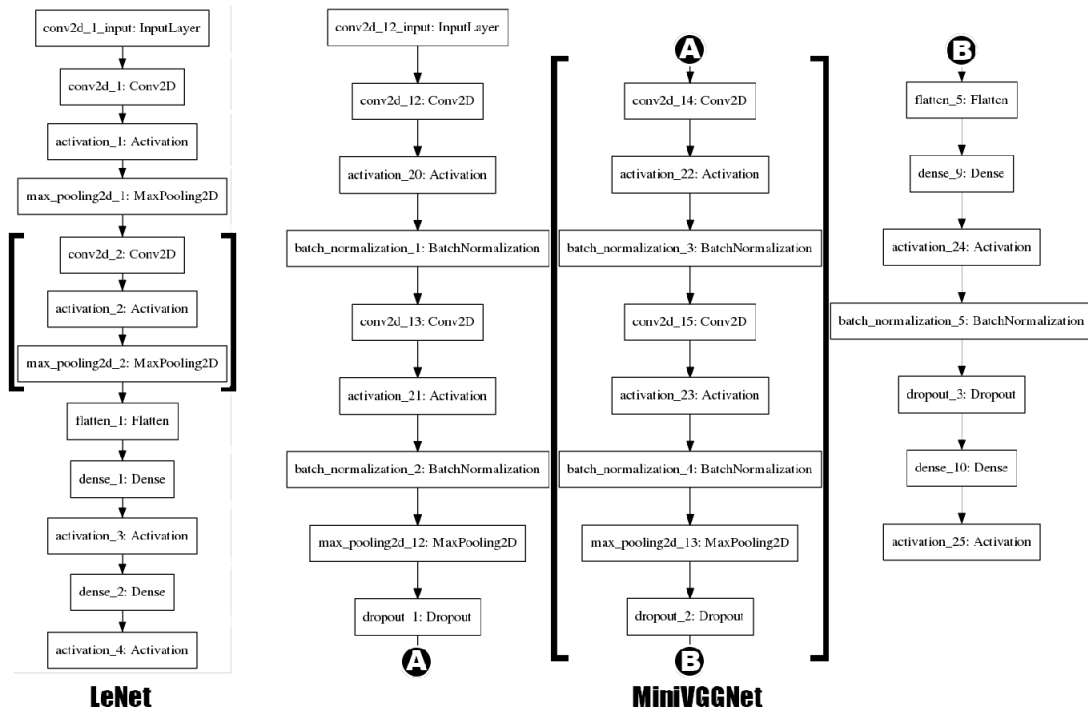 conv2d_1_input: InputLayer
conv2d_1: Conv2D
activation_1: Activation
max_pooling2d_1: MaxPooling2D
conv2d_2: Conv2D
activation_2: Activation
max_pooling2d_2: MaxPooling2D
flatten_1: Flatten
dense_1: Dense
activation_3: Activation
dense_2: Dense
activation_4: Activation
LeNet
conv2d_12_input: InputLayer
conv2d_12: Conv2D
activation_20: Activation
batch_normalization_1: BatchNormalization
conv2d_13: Conv2D
activation_21: Activation
batch_normalization_2: BatchNormalization
max_pooling2d_12: MaxPooling2D
dropout_1: Dropout
A
A
conv2d_14: Conv2D
activation_22: Activation
batch_normalization_3: BatchNormalization
conv2d_15: Conv2D
activation_23: Activation
batch_normalization_4: BatchNormalization
max_pooling2d_13: MaxPooling2D
dropout_2: Dropout
B
B
flatten_5: Flatten
dense_9: Dense
activation_24: Activation
batch_normalization_5: BatchNormalization
dropout_3: Dropout
dense_10: Dense
activation_25: Activation
MiniVGGNet